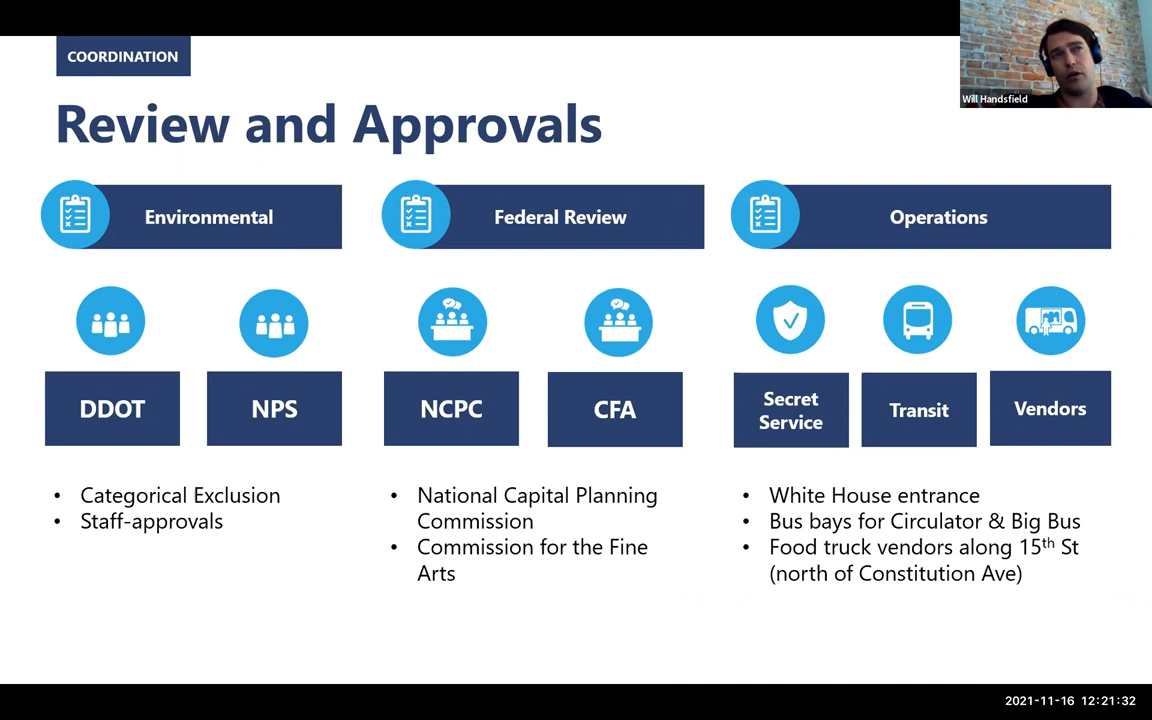 COORDINATION
Will Handsfield
Review and Approvals
Environmental
Federal Review
Operations
DDOT
NPS
NCPC
CFA
Secret
Service
Transit
Vendors
• Categorical Exclusion
• Staff-approvals
• National Capital Planning
Commission
• Commission for the Fine
Arts
• White House entrance
• Bus bays for Circulator & Big Bus
• Food truck vendors along 15th St
(north of Constitution Ave)
2021-11-16 12:21:32